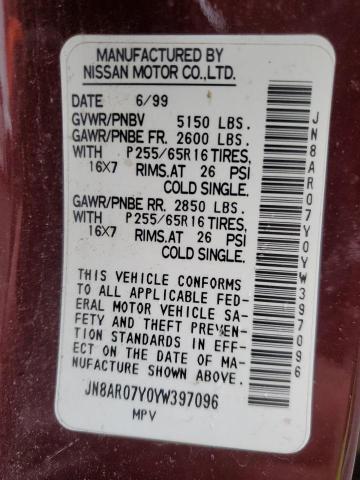 MANUFACTURED BY
NISSAN MOTOR CO.,LTD.
DATE 6/99
GVWR/PNBV 5150 LBS.
GAWR/PNBE FR. 2600 LBS.
WITH P255/65R16 TIRES,
16X7 RIMS.AT 26 PSI
COLD SINGLE.
GAWR/PNBE RR. 2850 LBS.
WITH P255/65R16 TIRES,
16X7 RIMS.AT 26 PSI
COLD SINGLE.
THIS VEHICLE CONFORMS
TO ALL APPLICABLE FED-
ERAL MOTOR VEHICLE SA-
FETY AND THEFT PREVEN-
TION STANDARDS IN EFF-
ECT ON THE DATE OF MA-
NUFACTURE SHOWN ABOVE.
JN8AR07Y0YW397096
MPV
JN8AR07Y0YW397096